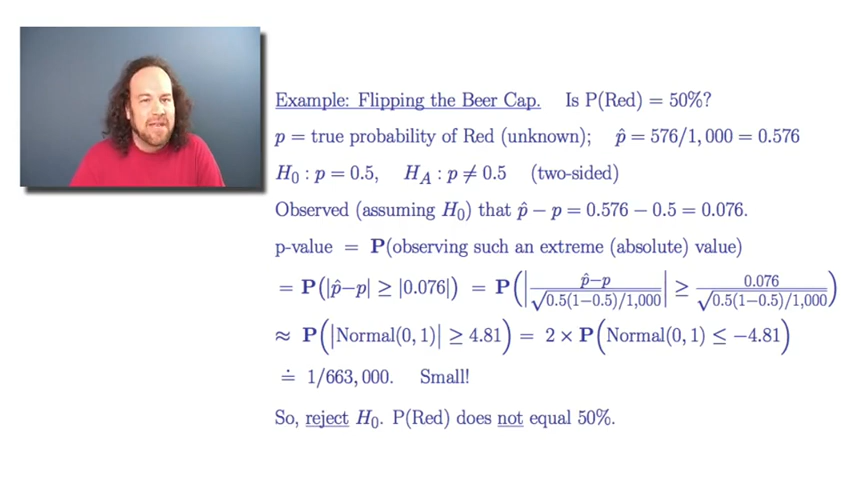 Example: Flipping the Beer Cap. Is P(Red) = 50%?
p = true probability of Red (unknown); p̂ = 576/1,000 = 0.576
H₀ : p = 0.5, H_A : p ≠ 0.5 (two-sided)
Observed (assuming H₀) that p̂ − p = 0.576 − 0.5 = 0.076.
p-value = P(observing such an extreme (absolute) value)
= P(|p̂−p| ≥ |0.076|) = P(|(p̂−p)/√0.5(1−0.5)/1,000| ≥ 0.076/√0.5(1−0.5)/1,000)
≈ P(|Normal(0, 1)| ≥ 4.81) = 2 × P(Normal(0, 1) ≤ −4.81)
≐ 1/663,000. Small!
So, reject H₀. P(Red) does not equal 50%.